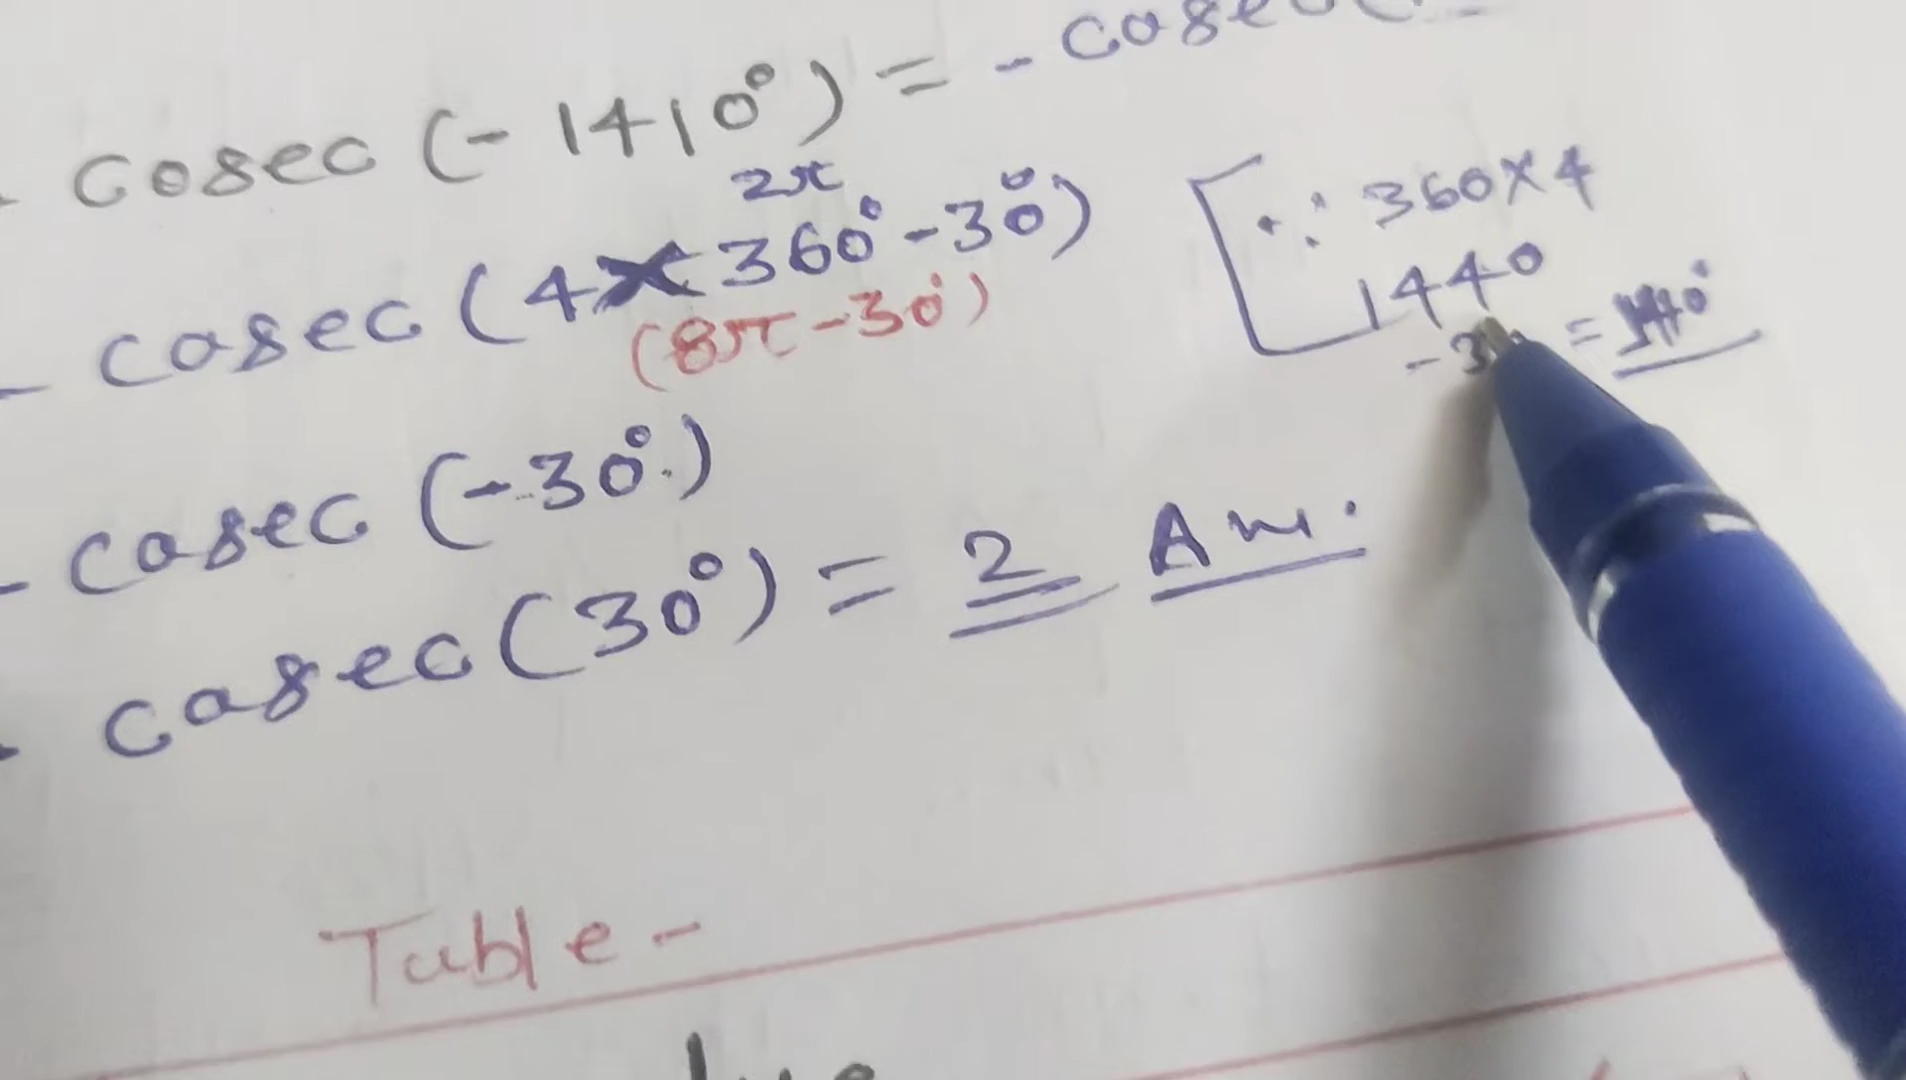 cosec (- 1410°) = - cosec (
2π
cosec (4 × 360° - 30°)
(8π - 30°)
∵ 360 × 4
1440
- 3
=
cosec (-30°)
cosec (30°) = 2 Ans.
Table -